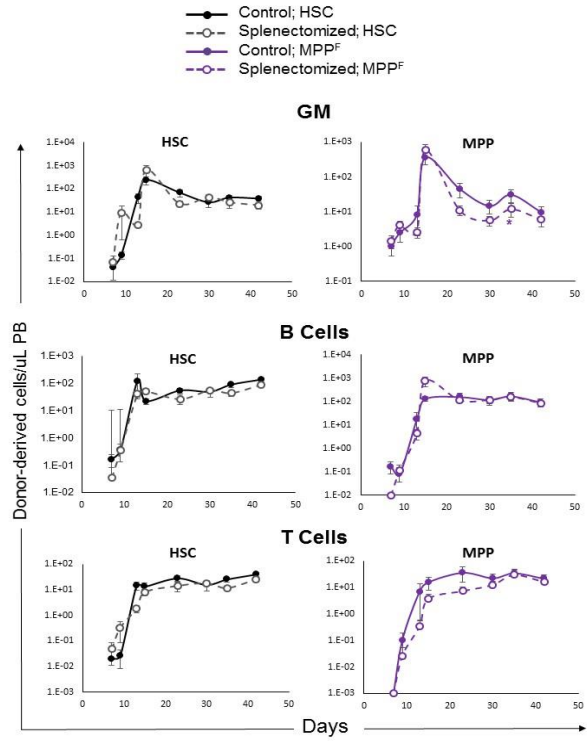 Control; HSC
Splenectomized; HSC
Control; MPPF
Splenectomized; MPPF
GM
HSC
MPP
1.E+04
1.E+03
1.E+02
1.E+01
1.E+00
1.E-01
1.E-02
0 10 20 30 40 50
1.E+03
1.E+02
1.E+01
1.E+00
1.E-01
0 10 20 30 40 50
*
B Cells
HSC
MPP
1.E+03
1.E+02
1.E+01
1.E+00
1.E-01
1.E-02
0 10 20 30 40 50
1.E+04
1.E+03
1.E+02
1.E+01
1.E+00
1.E-01
1.E-02
0 10 20 30 40 50
T Cells
HSC
MPP
1.E+02
1.E+01
1.E+00
1.E-01
1.E-02
1.E-03
0 10 20 30 40 50
1.E+02
1.E+01
1.E+00
1.E-01
1.E-02
1.E-03
0 10 20 30 40 50
Donor-derived cells/uL PB
Days